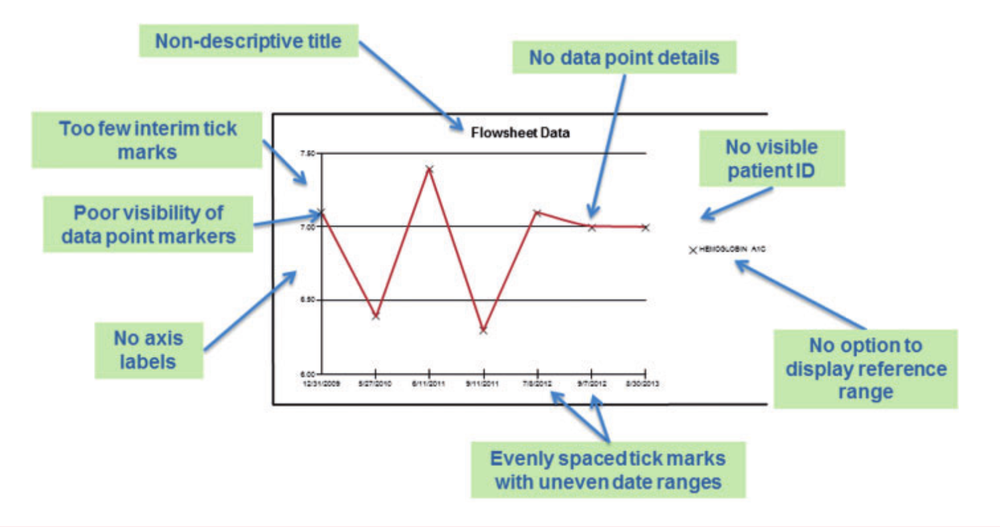 Non-descriptive title
No data point details
Too few interim tick
marks
Flowsheet Data
No visible
patient ID
7.50
Poor visibility of
data point markers
7.00
HEMOGLOBIN A1C
No axis
labels
6.50
No option to
display reference
range
6.00
12/31/2009 5/27/2010 6/11/2011 9/11/2011 7/8/2012 9/7/2012 8/30/2013
Evenly spaced tick marks
with uneven date ranges